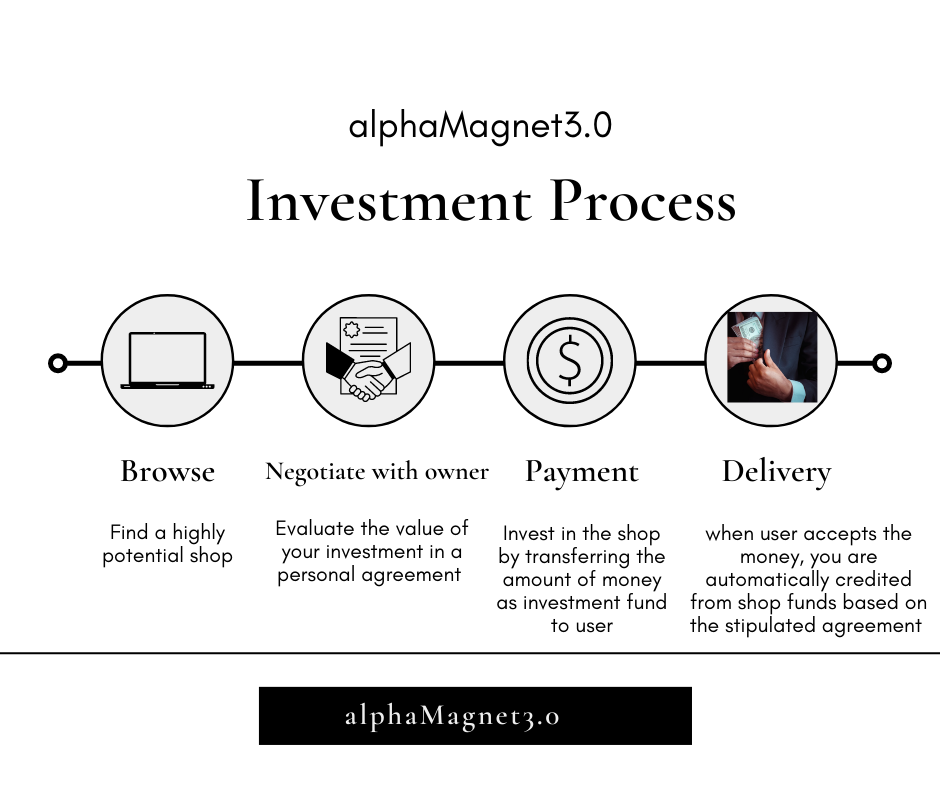 alphaMagnet3.0
Investment Process
Browse
Find a highly
potential shop
Negotiate with owner
Evaluate the value of
your investment in a
personal agreement
Payment
Invest in the shop
by transferring the
amount of money
as investment fund
to user
Delivery
when user accepts the
money, you are
automatically credited
from shop funds based on
the stipulated agreement
alphaMagnet3.0